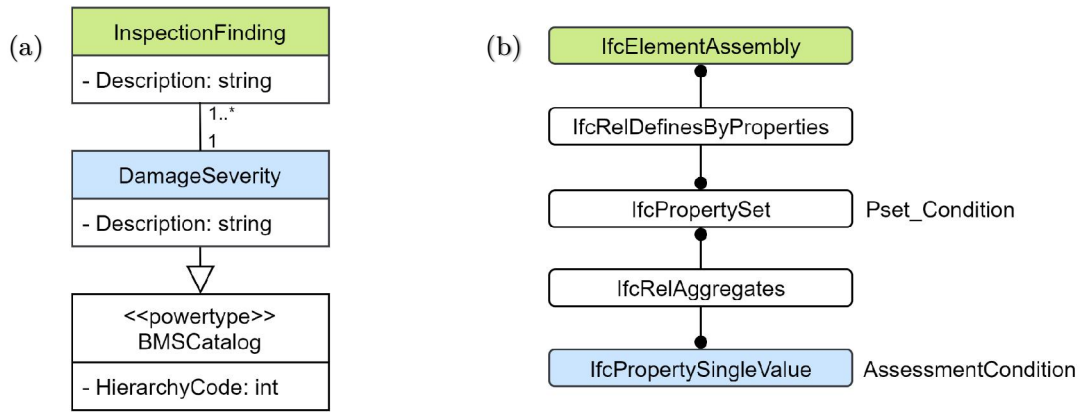 (a)
InspectionFinding
- Description: string
1..*
1
DamageSeverity
- Description: string
<<powertype>>
BMSCatalog
- HierarchyCode: int
(b)
IfcElementAssembly
IfcRelDefinesByProperties
IfcPropertySet Pset_Condition
IfcRelAggregates
IfcPropertySingleValue AssessmentCondition